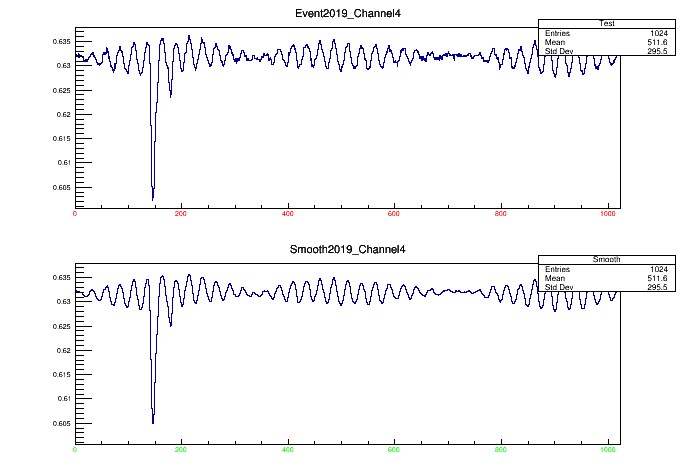 Event2019_Channel4
Test
Entries 1024
Mean 511.6
Std Dev 295.5
0.635
0.63
0.625
0.62
0.615
0.61
0.605
0 200 400 600 800 1000
Smooth2019_Channel4
Smooth
Entries 1024
Mean 511.6
Std Dev 295.5
0.635
0.63
0.625
0.62
0.615
0.61
0.605
0 200 400 600 800 1000